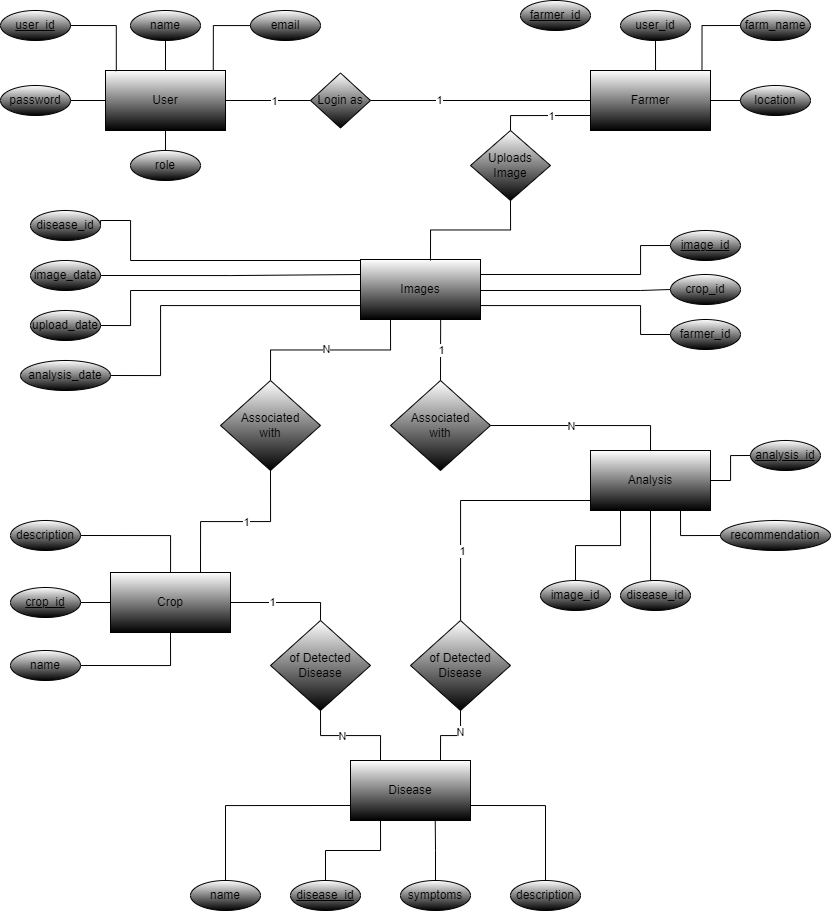 user_id
name
email
farmer_id
user_id
farm_name
password
User
1
Login as
1
Farmer
location
1
role
Uploads
Image
disease_id
image_data
upload_date
analysis_date
Images
image_id
crop_id
farmer_id
N
1
Associated
with
Associated
with
N
analysis_id
Analysis
recommendation
1
1
description
crop_id
name
Crop
1
image_id
disease_id
of Detected
Disease
of Detected
Disease
N
N
Disease
name
disease_id
symptoms
description